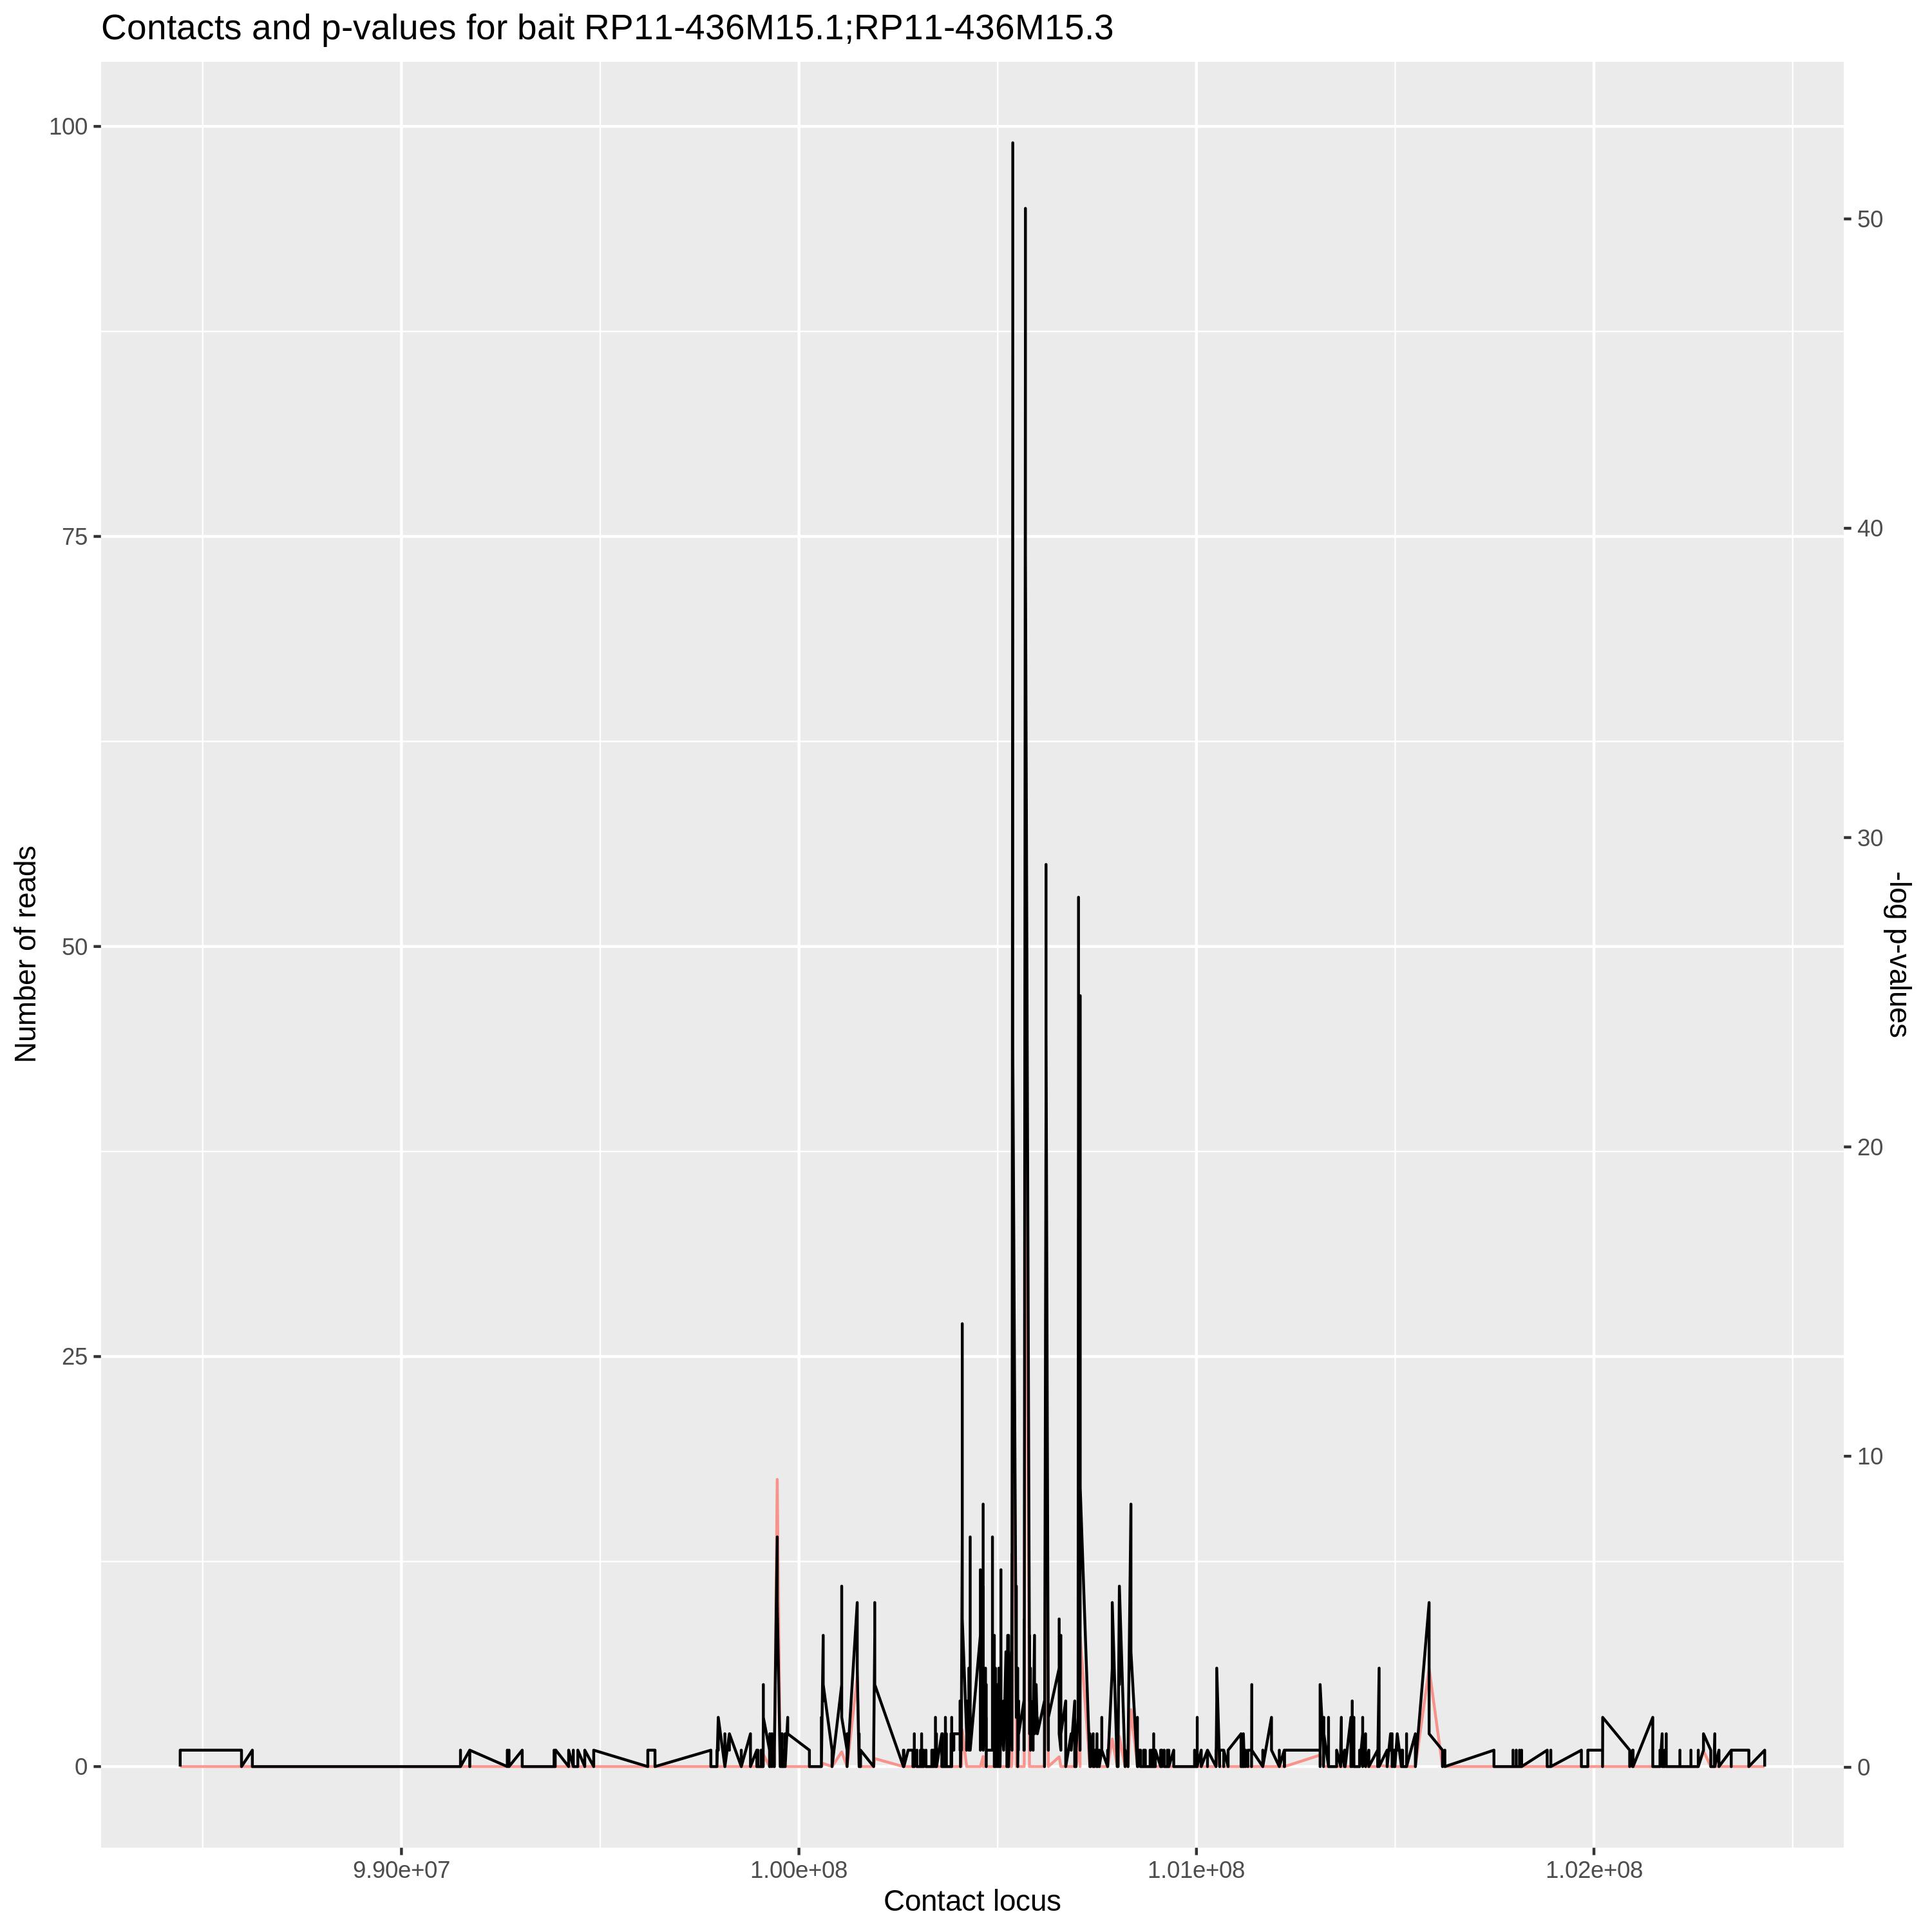 Contacts and p-values for bait RP11-436M15.1;RP11-436M15.3
100
75
50
25
0
Number of reads
50
40
30
20
10
0
-log p-values
9.90e+07
1.00e+08
1.01e+08
1.02e+08
Contact locus